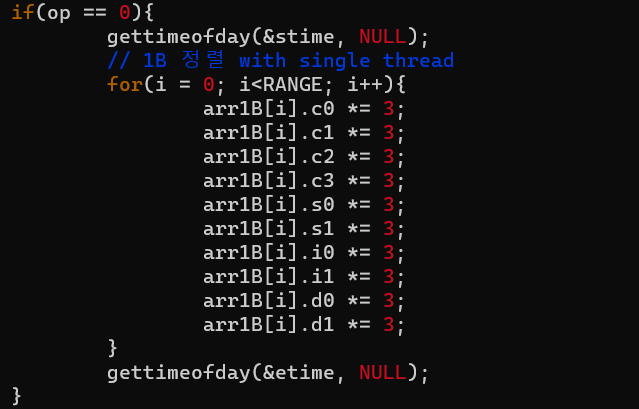 if(op == 0){
gettimeofday(&stime, NULL);
// 1B 정렬 with single thread
for(i = 0; i<RANGE; i++){
arr1B[i].c0 *= 3;
arr1B[i].c1 *= 3;
arr1B[i].c2 *= 3;
arr1B[i].c3 *= 3;
arr1B[i].s0 *= 3;
arr1B[i].s1 *= 3;
arr1B[i].i0 *= 3;
arr1B[i].i1 *= 3;
arr1B[i].d0 *= 3;
arr1B[i].d1 *= 3;
}
gettimeofday(&etime, NULL);
}